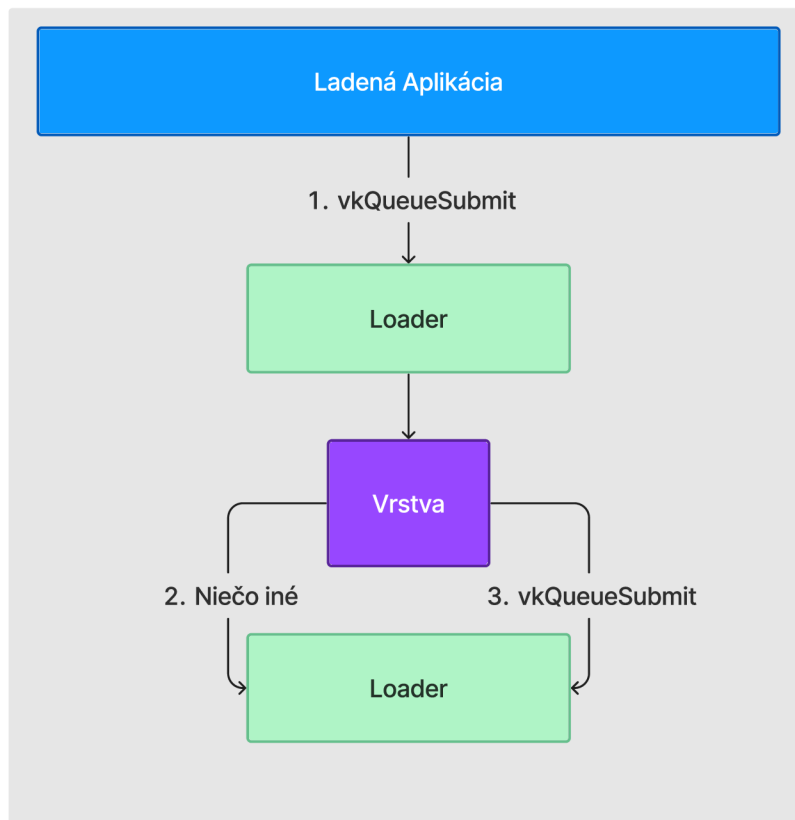 Ladená Aplikácia
1. vkQueueSubmit
Loader
Vrstva
2. Niečo iné
3. vkQueueSubmit
Loader